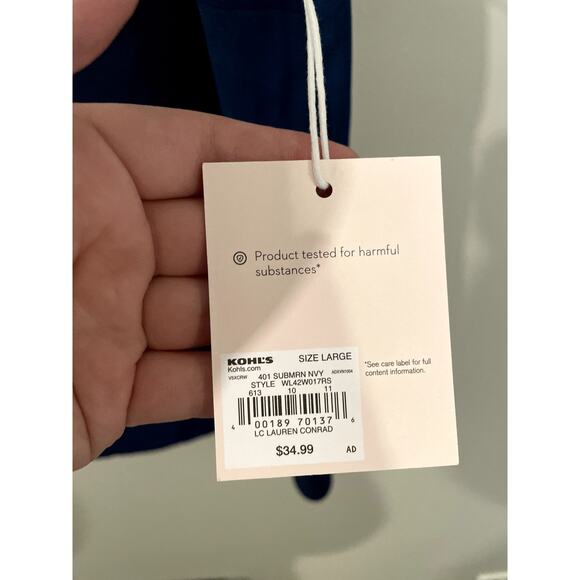 Product tested for harmful
substances*
KOHL'S SIZE LARGE
Kohls.com
V5XCRW 401 SUBMRN NVY ADXVN1004
STYLE WL42W017RS
613 10 11
4 00189 70137 6
LC LAUREN CONRAD
$34.99 AD
*See care label for full
content information.